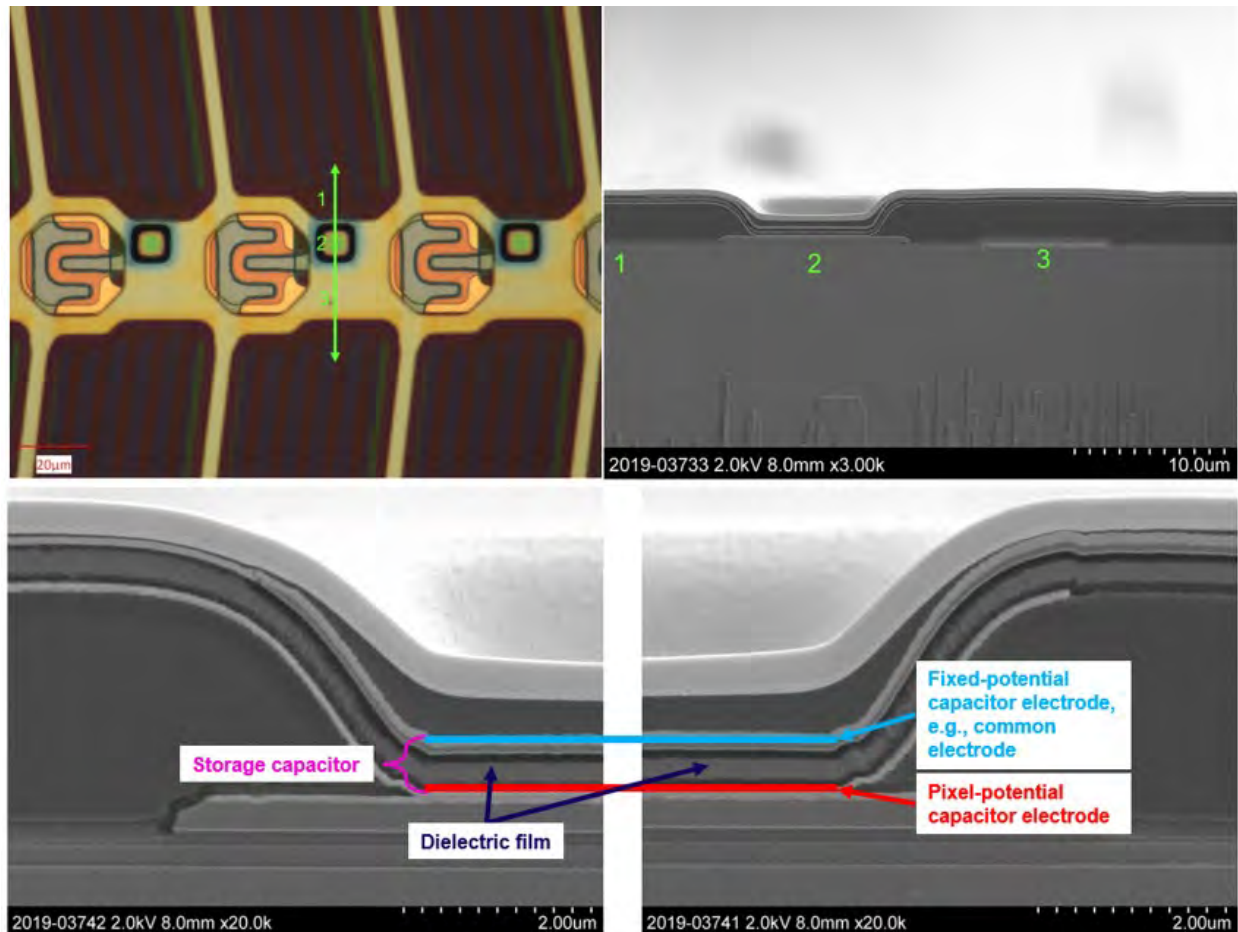 1
2
20μm
1
2
3
2019-03733 2.0kV 8.0mm x3.00k
10.0um
Storage capacitor
Dielectric film
Fixed-potential
capacitor electrode,
e.g., common
electrode
Pixel-potential
capacitor electrode
2019-03742 2.0kV 8.0mm x20.0k
2.00um
2019-03741 2.0kV 8.0mm x20.0k
2.00um